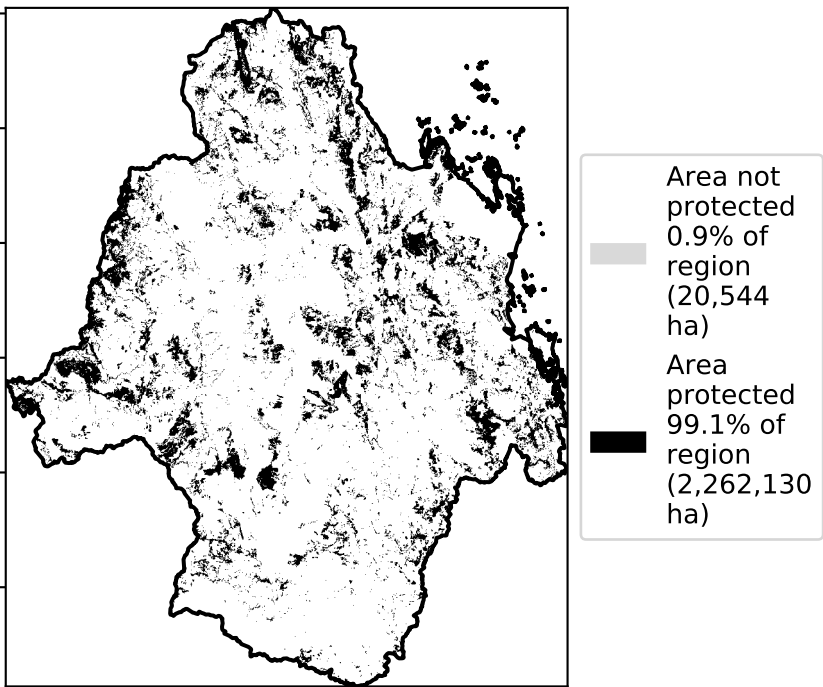 Area not
protected
0.9% of
region
(20,544
ha)
Area
protected
99.1% of
region
(2,262,130
ha)